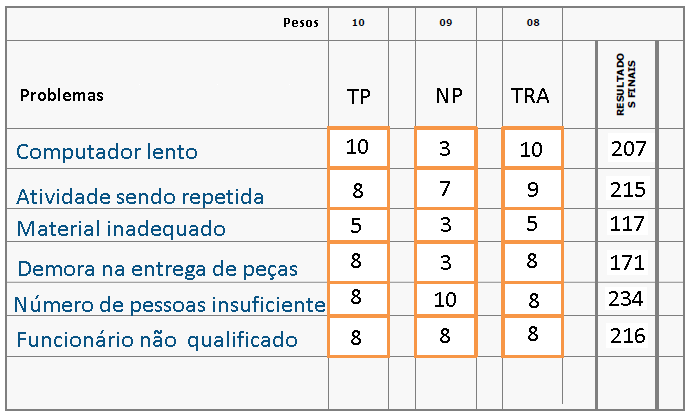 Pesos 10 09 08
Problemas TP NP TRA RESULTADO
S FINAIS
Computador lento 10 3 10 207
Atividade sendo repetida 8 7 9 215
Material inadequado 5 3 5 117
Demora na entrega de peças 8 3 8 171
Número de pessoas insuficiente 8 10 8 234
Funcionário não qualificado 8 8 8 216